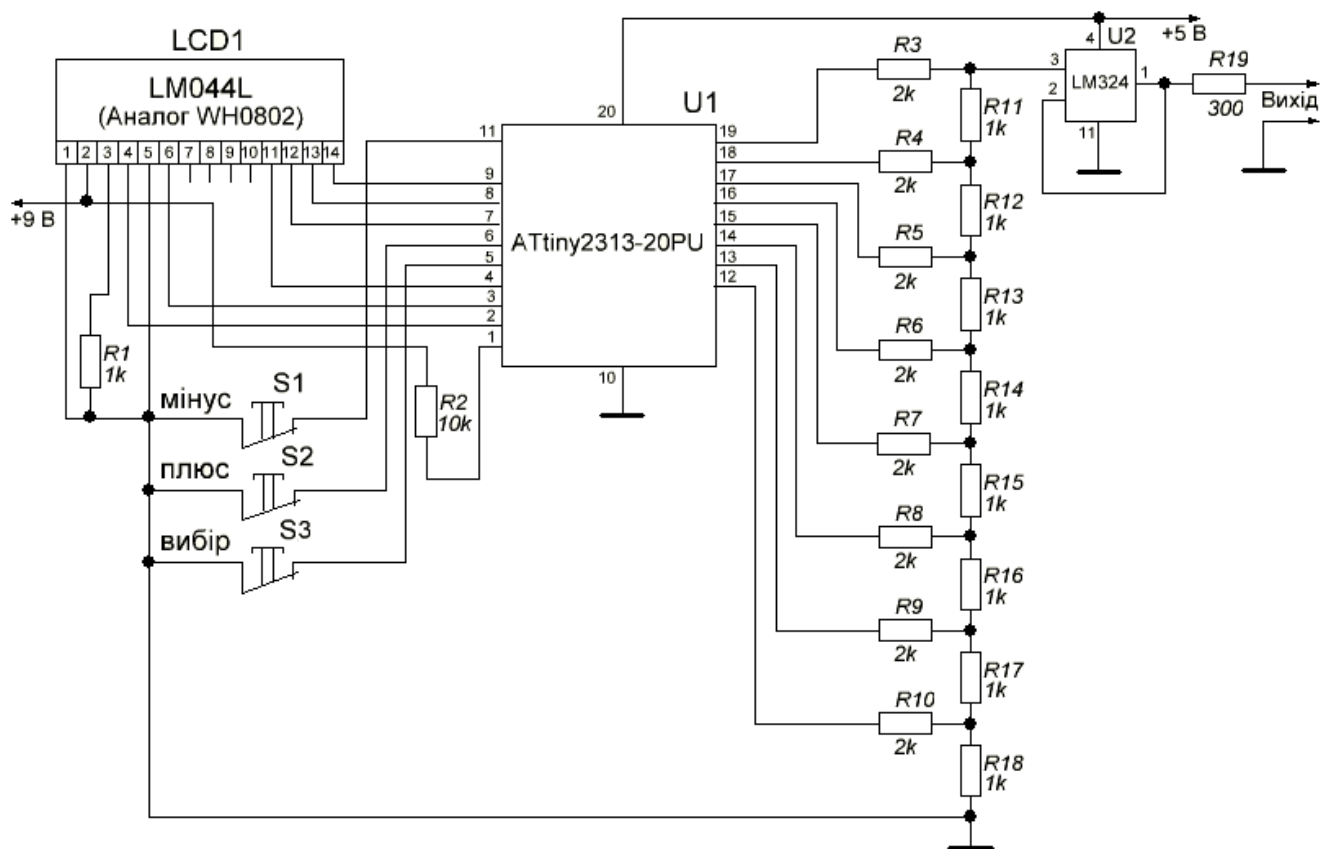 LCD1
LM044L
(Аналог WH0802)
1 2 3 4 5 6 7 8 9 10 11 12 13 14
+9 В
R1
1k
мінус
S1
плюс
S2
вибір
S3
R2
10k
U1
ATtiny2313-20PU
20
11
9
8
7
6
5
4
3
2
1
10
19
18
17
16
15
14
13
12
R3
2k
R4
2k
R5
2k
R6
2k
R7
2k
R8
2k
R9
2k
R10
2k
R11
1k
R12
1k
R13
1k
R14
1k
R15
1k
R16
1k
R17
1k
R18
1k
+5 В
U2
LM324
4
3
2
1
11
R19
300
Вихід